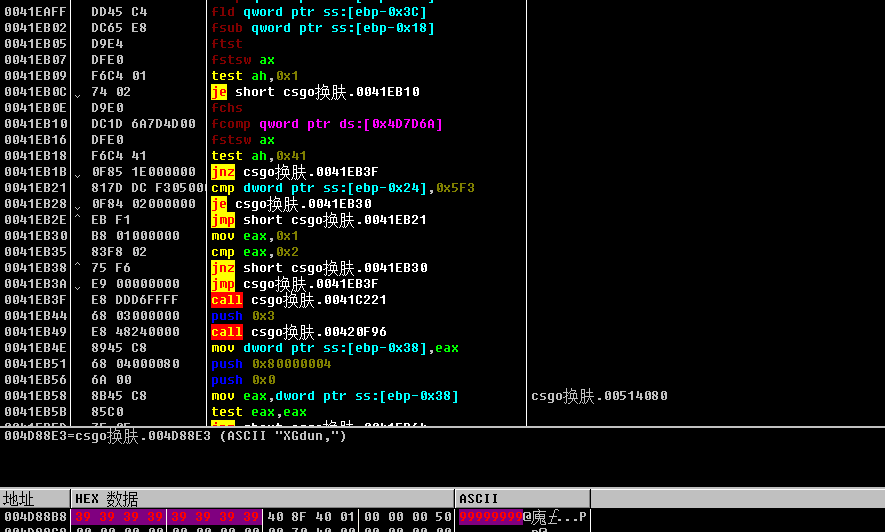 0041EAFF DD45 C4 fld qword ptr ss:[ebp-0x3C]
0041EB02 DC65 E8 fsub qword ptr ss:[ebp-0x18]
0041EB05 D9E4 ftst
0041EB07 DFE0 fstsw ax
0041EB09 F6C4 01 test ah,0x1
0041EB0C 74 02 je short csgo换肤.0041EB10
0041EB0E D9E0 fchs
0041EB10 DC1D 6A7D4D00 fcomp qword ptr ds:[0x4D7D6A]
0041EB16 DFE0 fstsw ax
0041EB18 F6C4 41 test ah,0x41
0041EB1B 0F85 1E000000 jnz csgo换肤.0041EB3F
0041EB21 817D DC F30500 cmp dword ptr ss:[ebp-0x24],0x5F3
0041EB28 0F84 02000000 je csgo换肤.0041EB30
0041EB2E ^ EB F1 jmp short csgo换肤.0041EB21
0041EB30 B8 01000000 mov eax,0x1
0041EB35 83F8 02 cmp eax,0x2
0041EB38 ^ 75 F6 jnz short csgo换肤.0041EB30
0041EB3A E9 00000000 jmp csgo换肤.0041EB3F
0041EB3F E8 DDD6FFFF call csgo换肤.0041C221
0041EB44 68 03000000 push 0x3
0041EB49 E8 48240000 call csgo换肤.00420F96
0041EB4E 8945 C8 mov dword ptr ss:[ebp-0x38],eax
0041EB51 68 04000080 push 0x80000004
0041EB56 6A 00 push 0x0
0041EB58 8B45 C8 mov eax,dword ptr ss:[ebp-0x38] csgo换肤.00514080
0041EB5B 85C0 test eax,eax
004D88E3=csgo换肤.004D88E3 (ASCII "XGdun,")
地址 HEX 数据 ASCII
004D88B8 39 39 39 39 39 39 39 39 40 8F 40 01 00 00 00 50 99999999@廆£...P